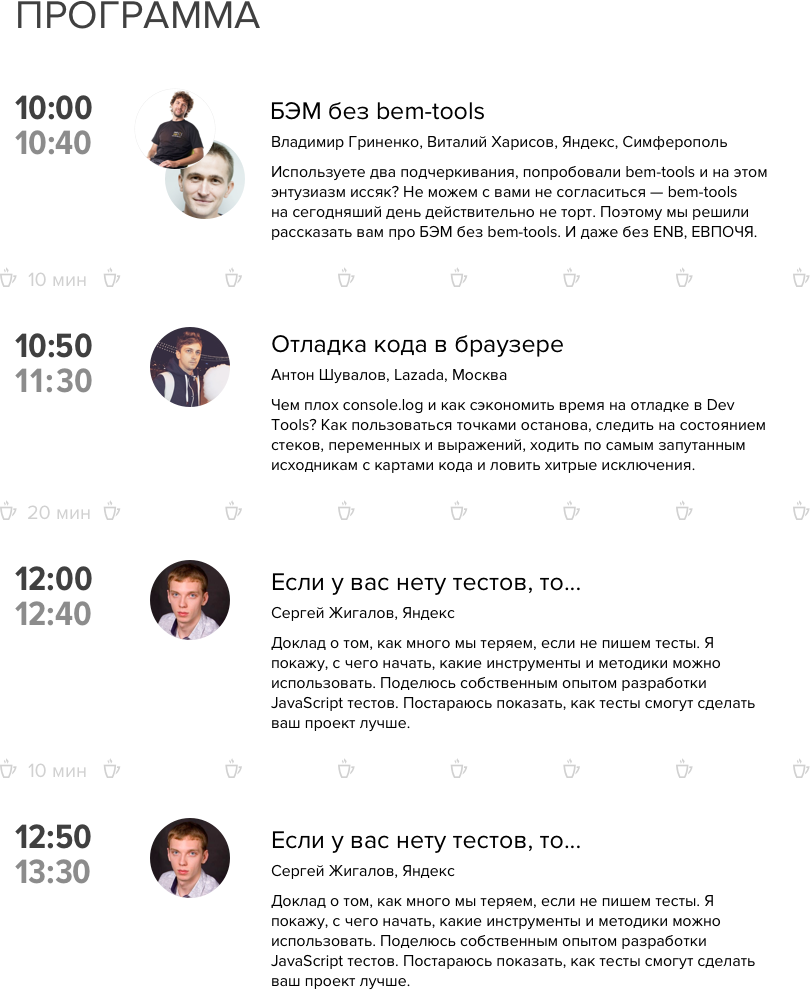 ПРОГРАММА
10:00
10:40
БЭМ без bem-tools
Владимир Гриненко, Виталий Харисов, Яндекс, Симферополь
Используете два подчеркивания, попробовали bem-tools и на этом
энтузиазм иссяк? Не можем с вами не согласиться — bem-tools
на сегодняший день действительно не торт. Поэтому мы решили
рассказать вам про БЭМ без bem-tools. И даже без ENB, ЕВПОЧЯ.
10 мин
10:50
11:30
Отладка кода в браузере
Антон Шувалов, Lazada, Москва
Чем плох console.log и как сэкономить время на отладке в Dev
Tools? Как пользоваться точками останова, следить на состоянием
стеков, переменных и выражений, ходить по самым запутанным
исходникам с картами кода и ловить хитрые исключения.
20 мин
12:00
12:40
Если у вас нету тестов, то...
Сергей Жигалов, Яндекс
Доклад о том, как много мы теряем, если не пишем тесты. Я
покажу, с чего начать, какие инструменты и методики можно
использовать. Поделюсь собственным опытом разработки
JavaScript тестов. Постараюсь показать, как тесты смогут сделать
ваш проект лучше.
10 мин
12:50
13:30
Если у вас нету тестов, то...
Сергей Жигалов, Яндекс
Доклад о том, как много мы теряем, если не пишем тесты. Я
покажу, с чего начать, какие инструменты и методики можно
использовать. Поделюсь собственным опытом разработки
JavaScript тестов. Постараюсь показать, как тесты смогут сделать
ваш проект лучше.